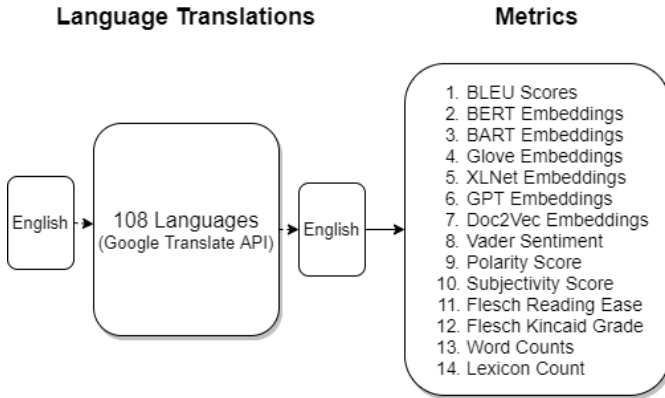 Language Translations
Metrics
English
108 Languages
(Google Translate API)
English
1. BLEU Scores
2. BERT Embeddings
3. BART Embeddings
4. Glove Embeddings
5. XLNet Embeddings
6. GPT Embeddings
7. Doc2Vec Embeddings
8. Vader Sentiment
9. Polarity Score
10. Subjectivity Score
11. Flesch Reading Ease
12. Flesch Kincaid Grade
13. Word Counts
14. Lexicon Count